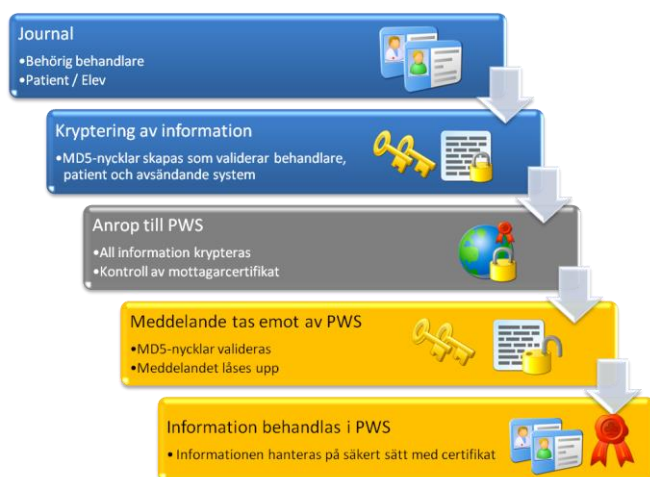 Journal
•Behörig behandlare
•Patient / Elev
Kryptering av information
•MD5-nycklar skapas som validerar behandlare,
patient och avsändande system
Anrop till PWS
•All information krypteras
•Kontroll av mottagarcertifikat
Meddelande tas emot av PWS
•MD5-nycklar valideras
•Meddelandet låses upp
Information behandlas i PWS
• Informationen hanteras på säkert sätt med certifikat